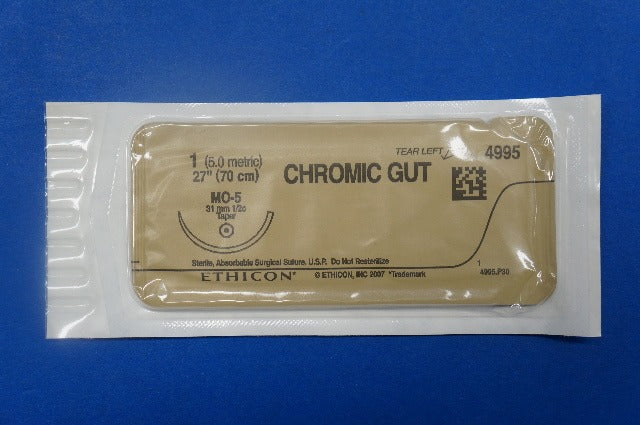 TEAR LEFT
4995
1 (5.0 metric)
27" (70 cm)
CHROMIC GUT
MO-5
31 mm 1/2c
Taper
Sterile, Absorbable Surgical Suture, U.S.P. Do Not Resterilize
1
ETHICON*
© ETHICON, INC 2007 *Trademark
4995.P30